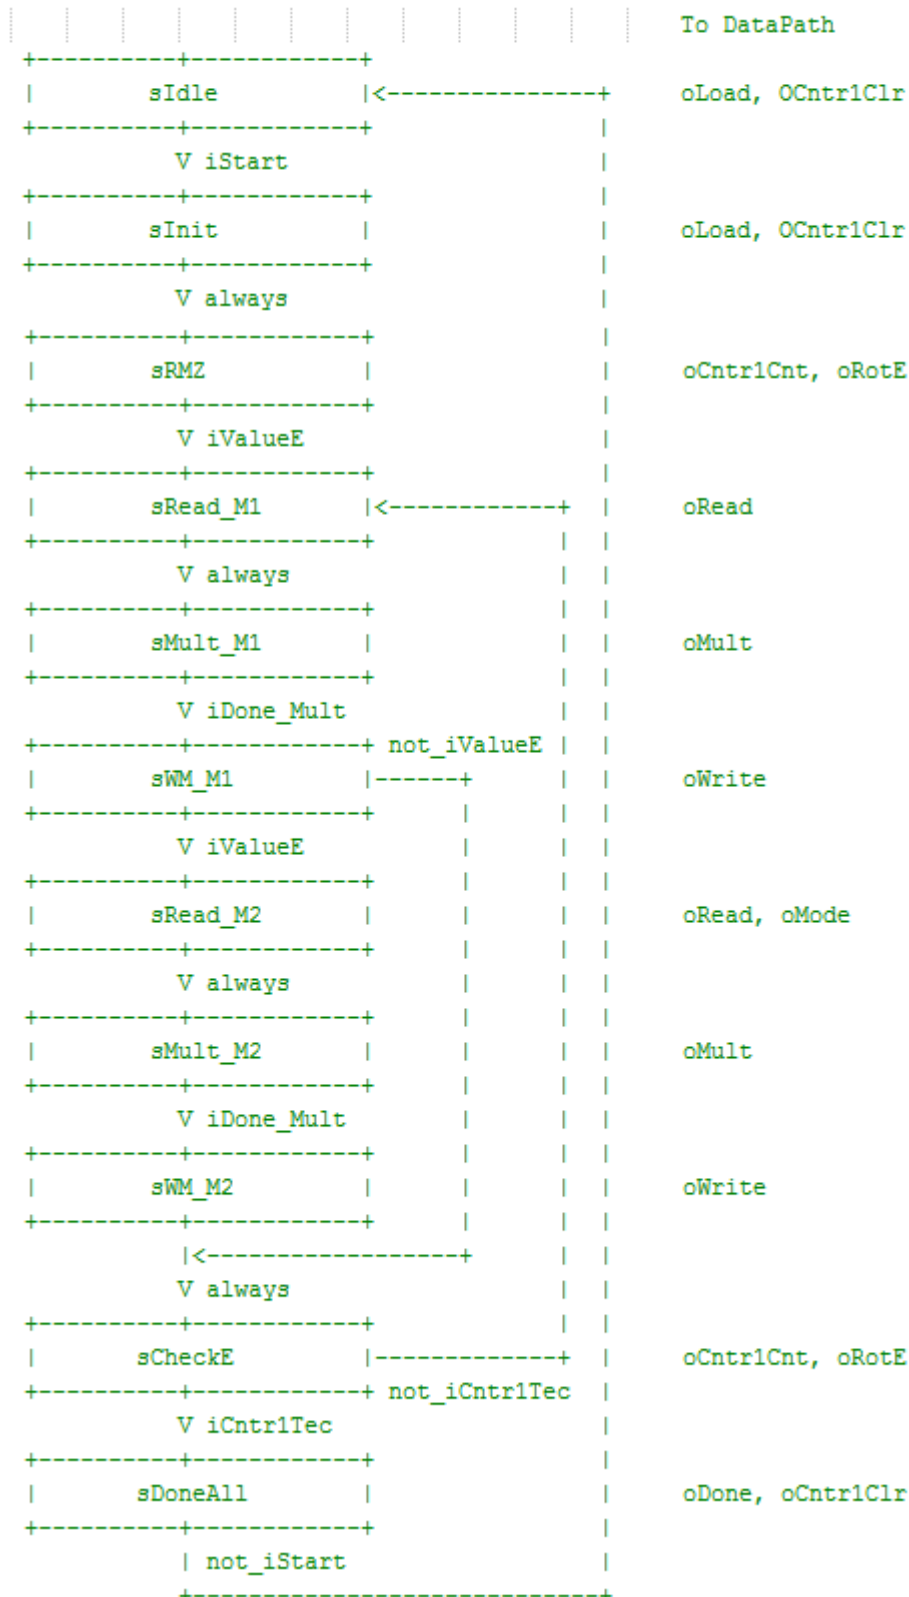 To DataPath
+----------+------------+
| sIdle |<---------------+ oLoad, OCntr1Clr
+----------+------------+ |
V iStart |
+----------+------------+ |
| sInit | | oLoad, OCntr1Clr
+----------+------------+ |
V always |
+----------+------------+ |
| sRMZ | | oCntr1Cnt, oRotE
+----------+------------+ |
V iValueE |
+----------+------------+ |
| sRead_M1 |<------------+ | oRead
+----------+------------+ | |
V always | |
+----------+------------+ | |
| sMult_M1 | | | oMult
+----------+------------+ | |
V iDone_Mult | |
+----------+------------+ not_iValueE | |
| sWM_M1 |------+ | | oWrite
+----------+------------+ | | |
V iValueE | | |
+----------+------------+ | | |
| sRead_M2 | | | | oRead, oMode
+----------+------------+ | | |
V always | | |
+----------+------------+ | | |
| sMult_M2 | | | | oMult
+----------+------------+ | | |
V iDone_Mult | | |
+----------+------------+ | | |
| sWM_M2 | | | | oWrite
+----------+------------+ | | |
|<------------------+ | |
V always | |
+----------+------------+ | |
| sCheckE |------------+ | oCntr1Cnt, oRotE
+----------+------------+ not_iCntr1Tec |
V iCntr1Tec |
+----------+------------+ |
| sDoneAll | | oDone, oCntr1Clr
+----------+------------+ |
| not_iStart |
+-----------------------------+